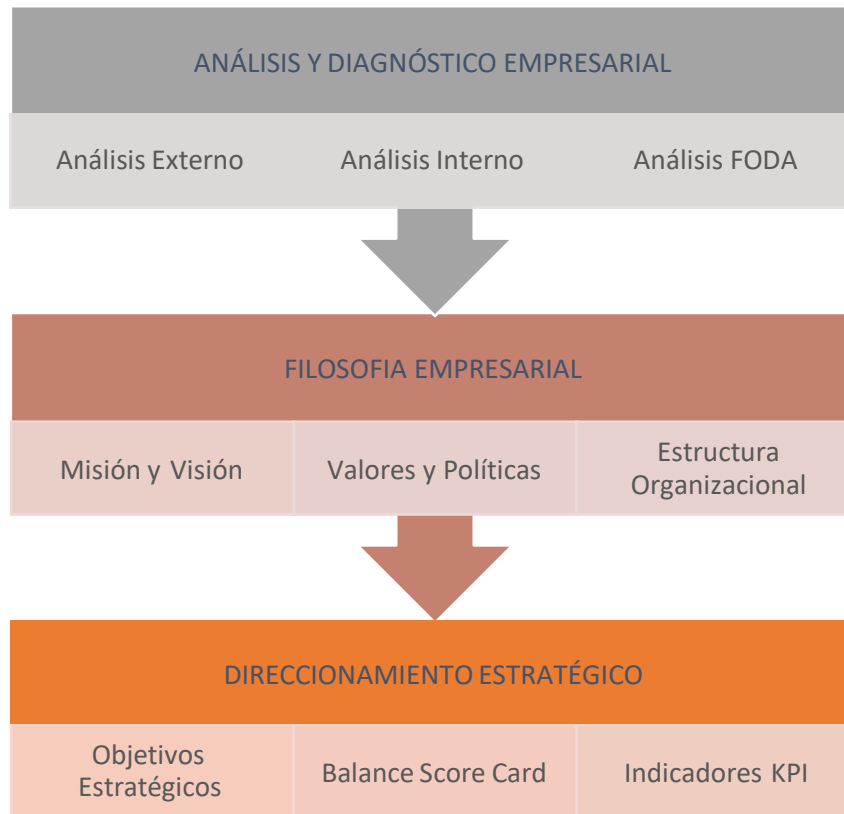 ANÁLISIS Y DIAGNÓSTICO EMPRESARIAL
Análisis Externo
Análisis Interno
Análisis FODA
FILOSOFIA EMPRESARIAL
Misión y Visión
Valores y Políticas
Estructura
Organizacional
DIRECCIONAMIENTO ESTRATÉGICO
Objetivos
Estratégicos
Balance Score Card
Indicadores KPI